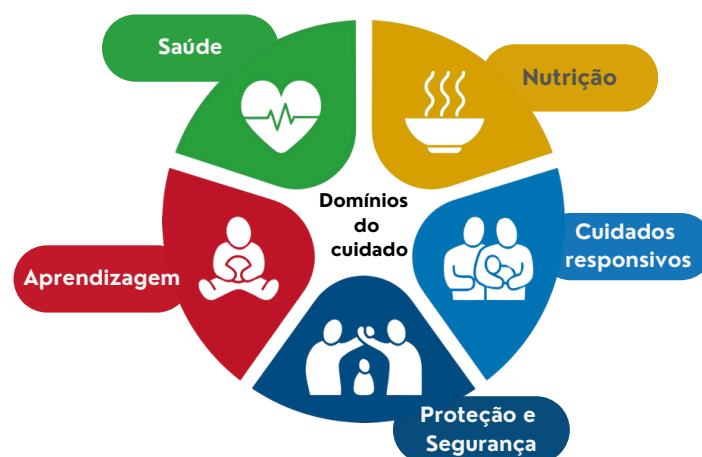 Saúde
Nutrição
Domínios
do
cuidado
Cuidados
responsivos
Aprendizagem
Proteção e
Segurança